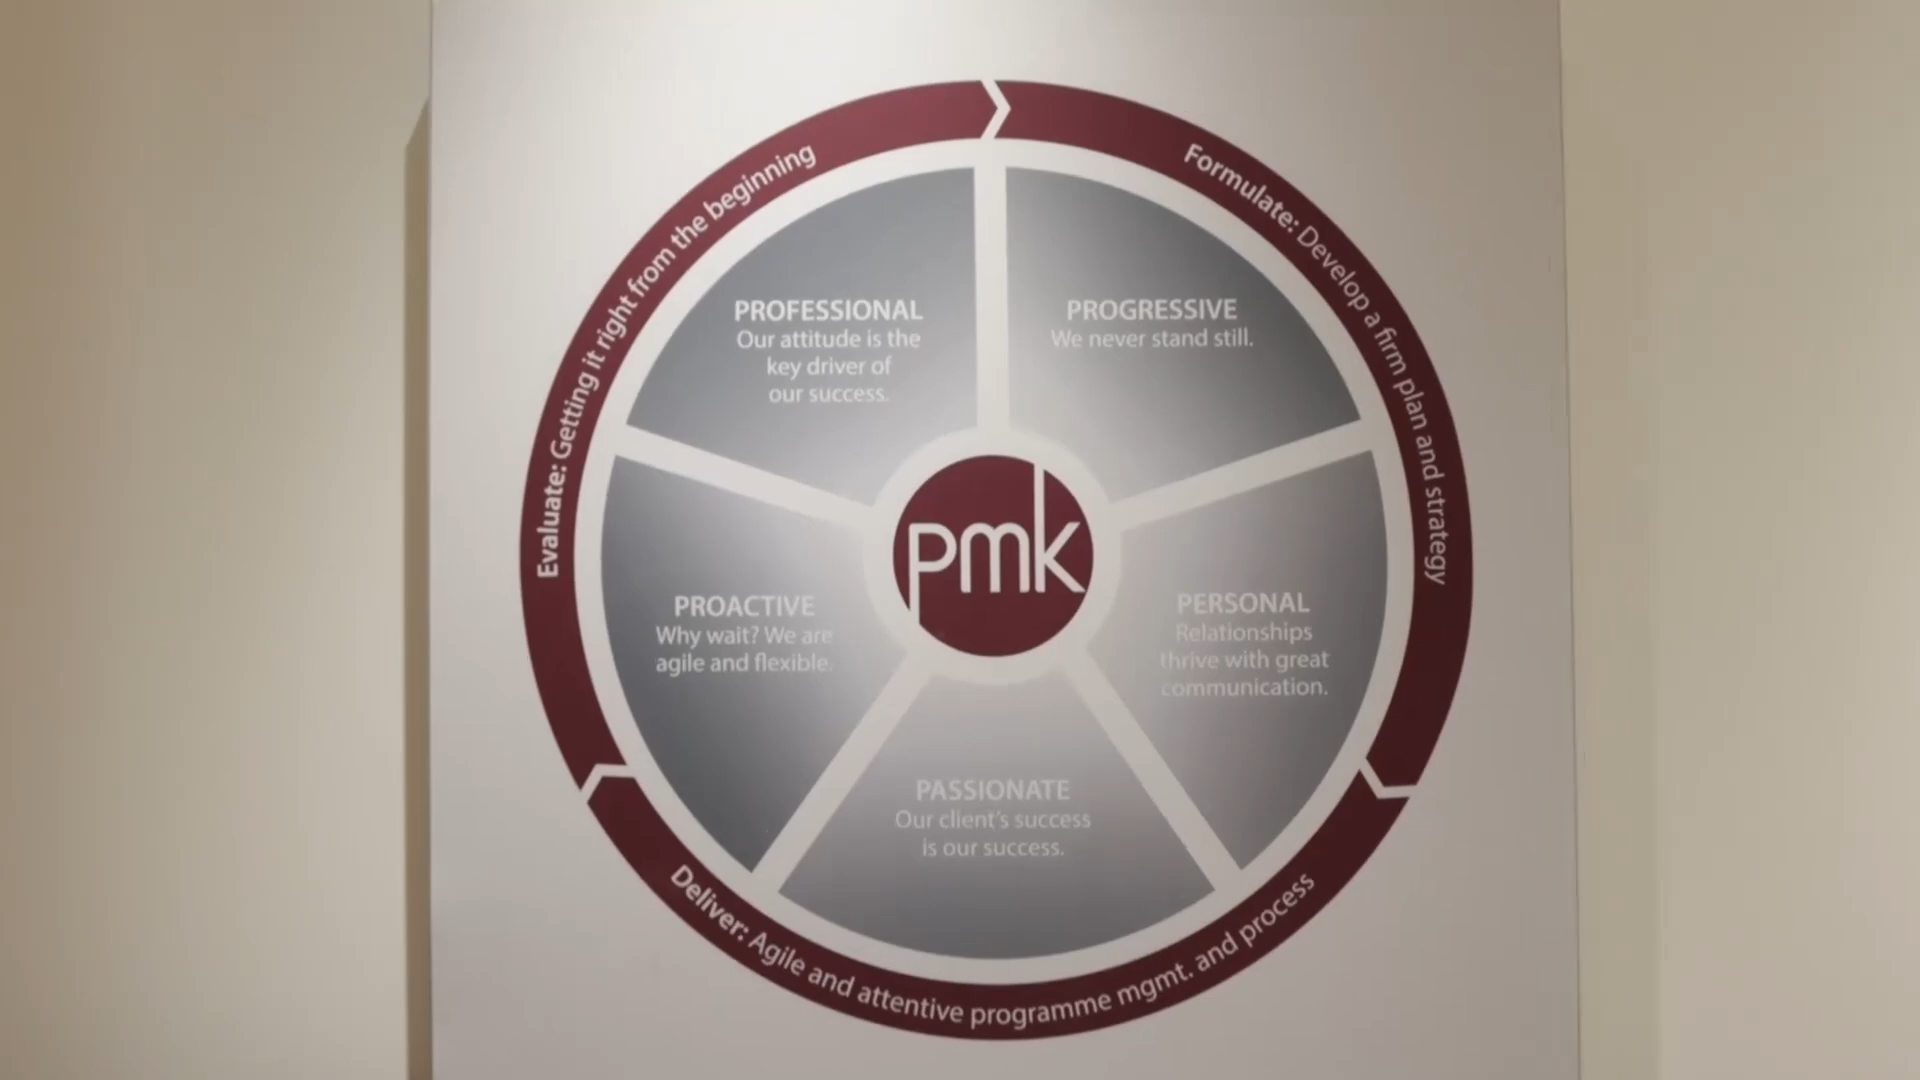 Evaluate: Getting it right from the beginning
Formulate: Develop a firm plan and strategy
Deliver: Agile and attentive programme mgmt. and process
PROFESSIONAL
Our attitude is the
key driver of
our success.
PROGRESSIVE
We never stand still.
pmk
PROACTIVE
Why wait? We are
agile and flexible.
PERSONAL
Relationships
thrive with great
communication.
PASSIONATE
Our client's success
is our success.